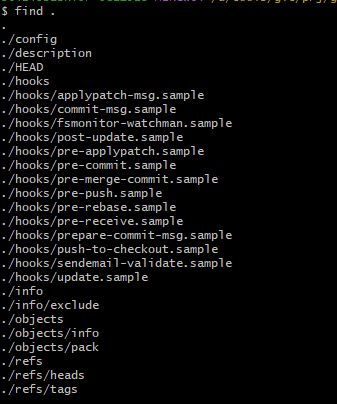 $ find .
.
./config
./description
./HEAD
./hooks
./hooks/applypatch-msg.sample
./hooks/commit-msg.sample
./hooks/fsmonitor-watchman.sample
./hooks/post-update.sample
./hooks/pre-applypatch.sample
./hooks/pre-commit.sample
./hooks/pre-merge-commit.sample
./hooks/pre-push.sample
./hooks/pre-rebase.sample
./hooks/pre-receive.sample
./hooks/prepare-commit-msg.sample
./hooks/push-to-checkout.sample
./hooks/sendemail-validate.sample
./hooks/update.sample
./info
./info/exclude
./objects
./objects/info
./objects/pack
./refs
./refs/heads
./refs/tags